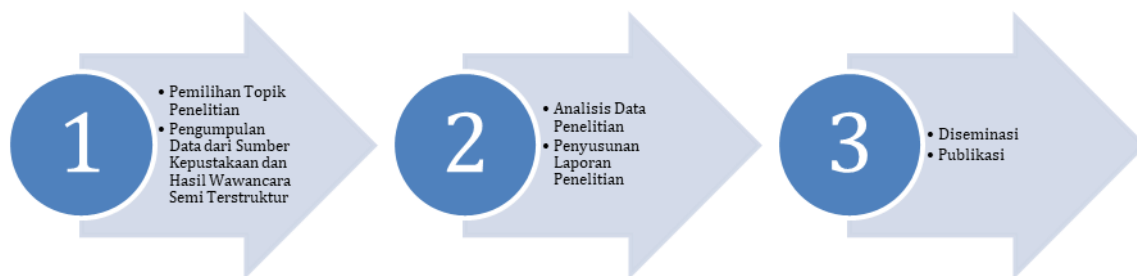 1
• Pemilihan Topik
Penelitian
• Pengumpulan
Data dari Sumber
Kepustakaan dan
Hasil Wawancara
Semi Terstruktur
2
• Analisis Data
Penelitian
• Penyusunan
Laporan
Penelitian
3
• Diseminasi
• Publikasi